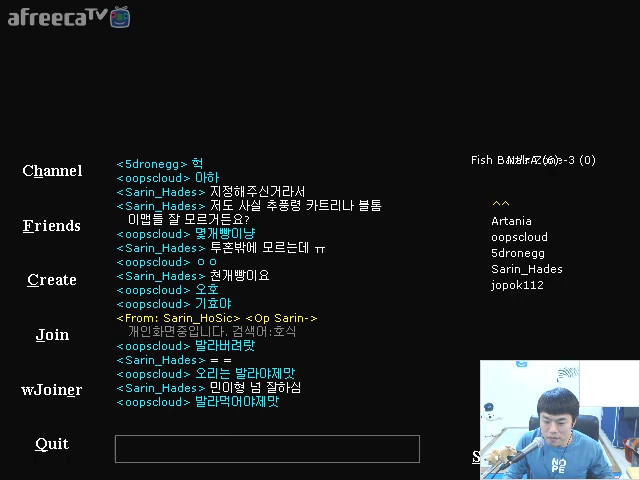 afreecaTV
Channel
Friends
Create
Join
wJoiner
Quit
<5dronegg> 헉
<oopscloud> 아하
<Sarin_Hades> 지정해주신거라서
<Sarin_Hades> 저도 사실 추풍령 카트리나 불톰
이맵들 잘 모르거든요?
<oopscloud> 몇개빵이냥
<Sarin_Hades> 투혼밖에 모르는데 ㅠ
<oopscloud> ㅇㅇ
<Sarin_Hades> 천개빵이요
<oopscloud> 오호
<oopscloud> 기효야
<From: Sarin_HoSic> <Op Sarin->
개인화면중입니다. 검색어:호식
<oopscloud> 발라버려랏
<Sarin_Hades> = =
<oopscloud> 오리는 발라야제맛
<Sarin_Hades> 민이형 넘 잘하심
<oopscloud> 발라먹어야제맛
^^
Artania
oopscloud
5dronegg
Sarin_Hades
jopok112
S
NOPE